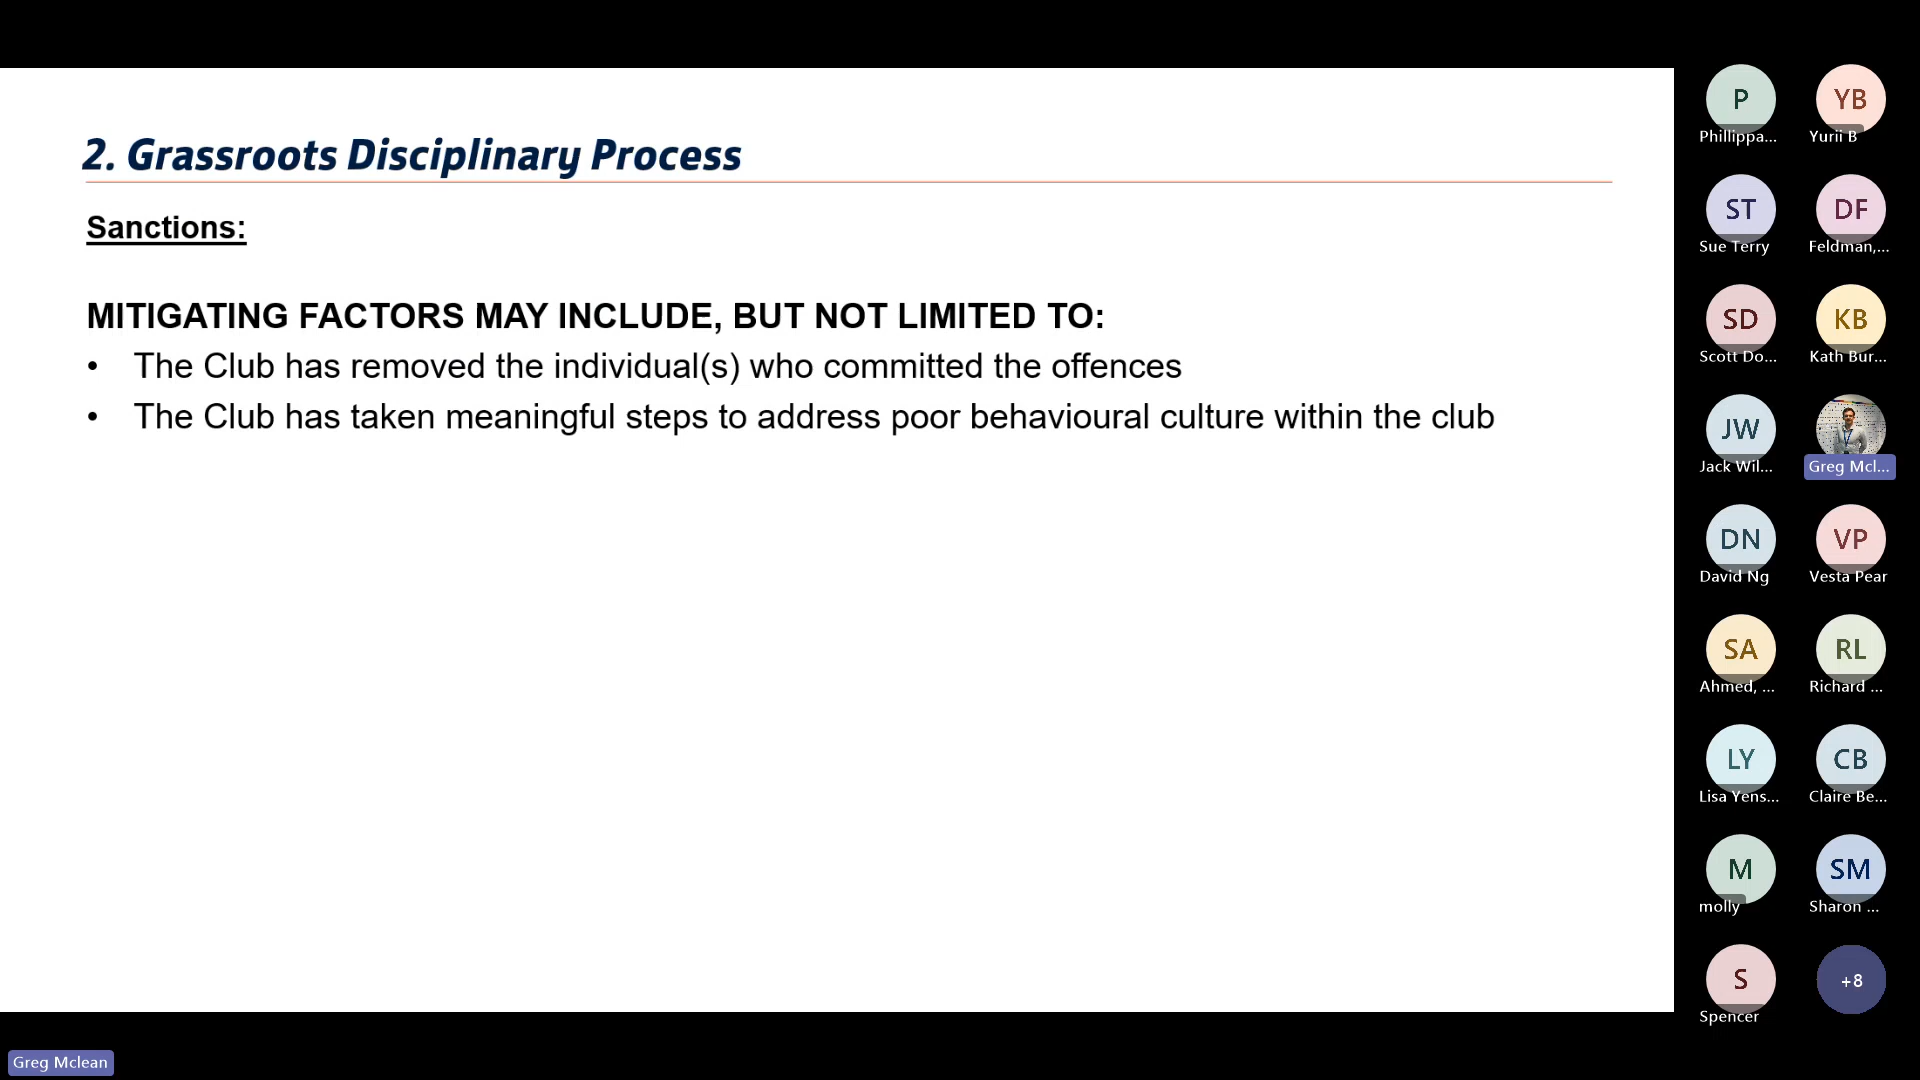 2. Grassroots Disciplinary Process
Sanctions:
MITIGATING FACTORS MAY INCLUDE, BUT NOT LIMITED TO:
• The Club has removed the individual(s) who committed the offences
• The Club has taken meaningful steps to address poor behavioural culture within the club
P
Phillippa...
YB
Yurii B
ST
Sue Terry
DF
Feldman,...
SD
Scott Do...
KB
Kath Bur...
JW
Jack Wil...
Greg Mcl...
DN
David Ng
VP
Vesta Pear
SA
Ahmed, ...
RL
Richard ...
LY
Lisa Yens...
CB
Claire Be...
M
molly
SM
Sharon ...
S
Spencer
+8
Greg Mclean